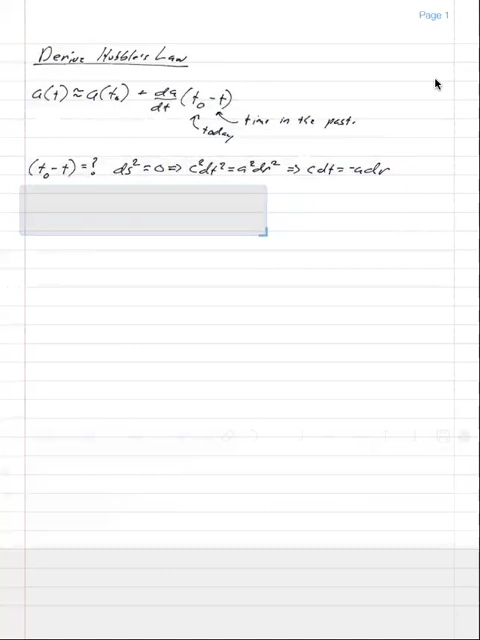 Page 1
Derive Hubble's Law
a(t) ≈ a(t₀) + da/dt (t₀ - t)
today time in the past.
(t₀ - t) = ? ds² = 0 ⇒ c²dt² = a²dr² ⇒ cdt = -adr